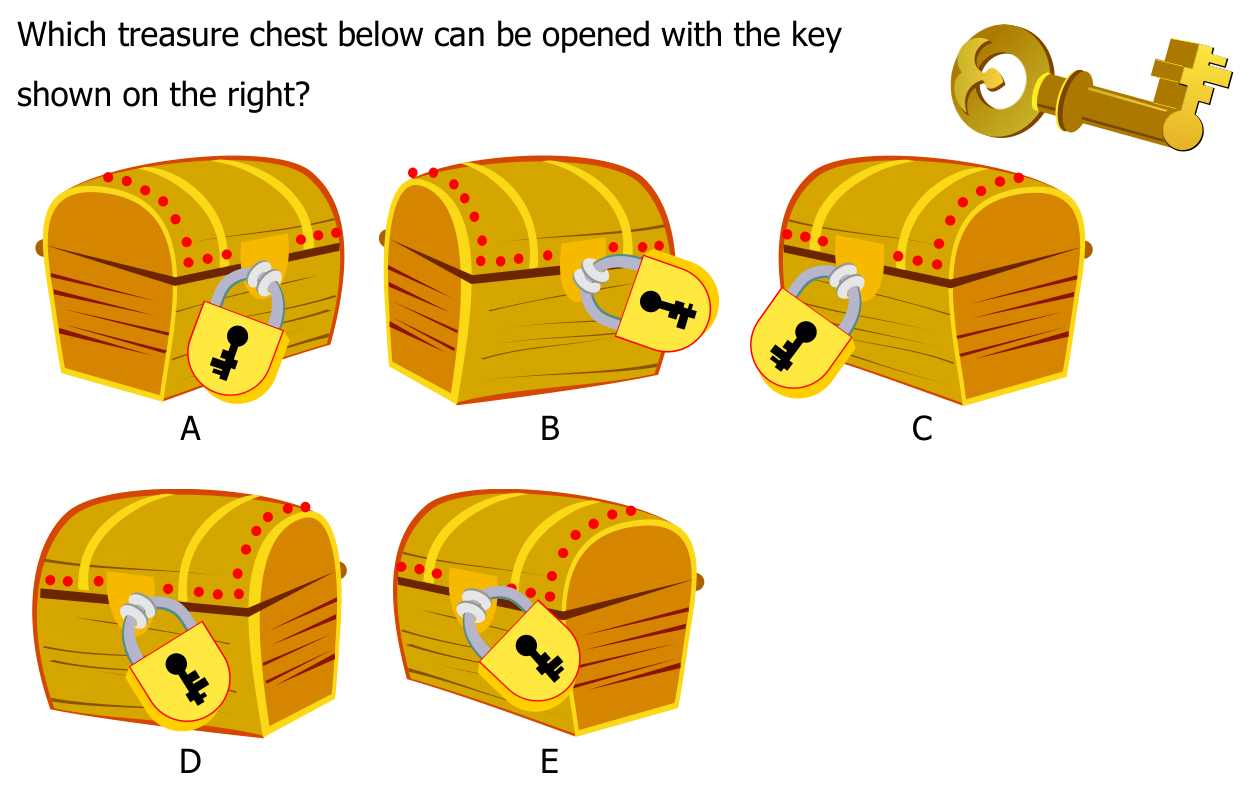 Which treasure chest below can be opened with the key
shown on the right?
A
B
C
D
E